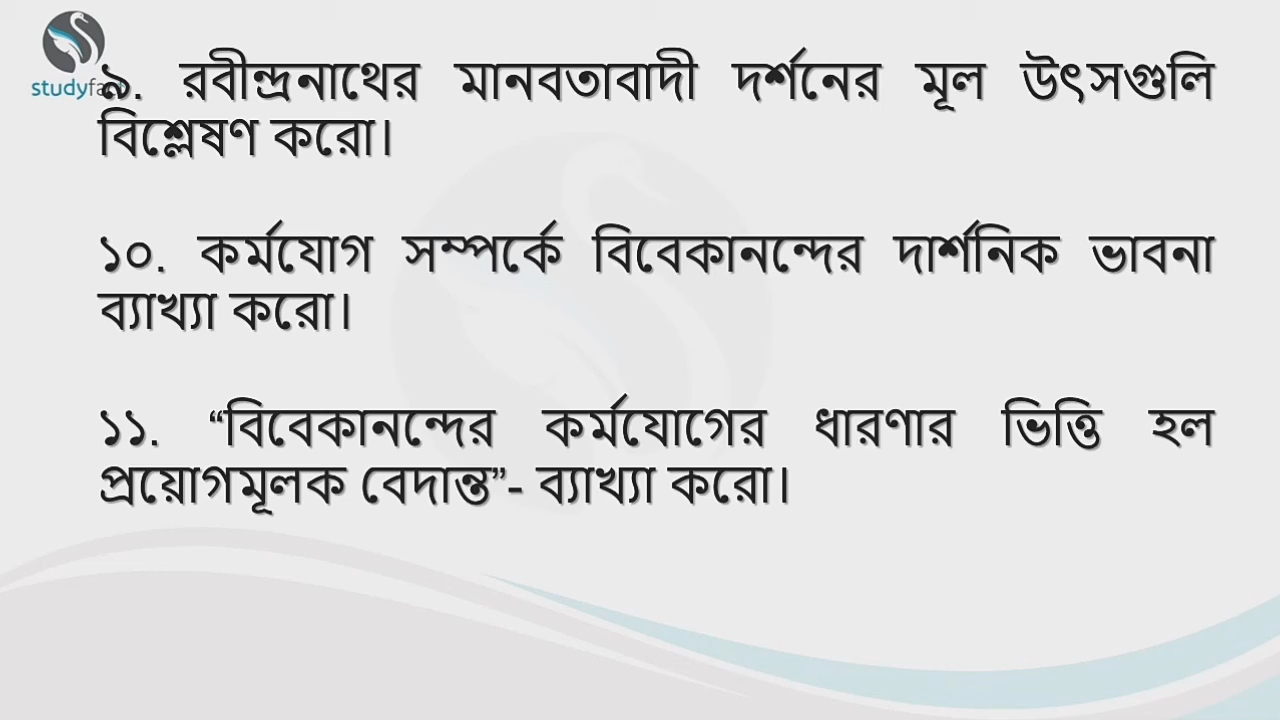 studyfa
৯. রবীন্দ্রনাথের মানবতাবাদী দর্শনের মূল উৎসগুলি
বিশ্লেষণ করো।
১০. কর্মযোগ সম্পর্কে বিবেকানন্দের দার্শনিক ভাবনা
ব্যাখ্যা করো।
১১. “বিবেকানন্দের কর্মযোগের ধারণার ভিত্তি হল
প্রয়োগমূলক বেদান্ত”- ব্যাখ্যা করো।